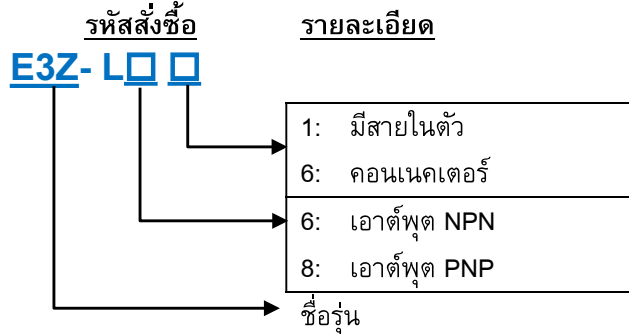 รหัสสั่งซื้อ รายละเอียด
E3Z- L□ □
1: มีสายในตัว
6: คอนเนคเตอร์
6: เอาต์พุต NPN
8: เอาต์พุต PNP
ชื่อรุ่น